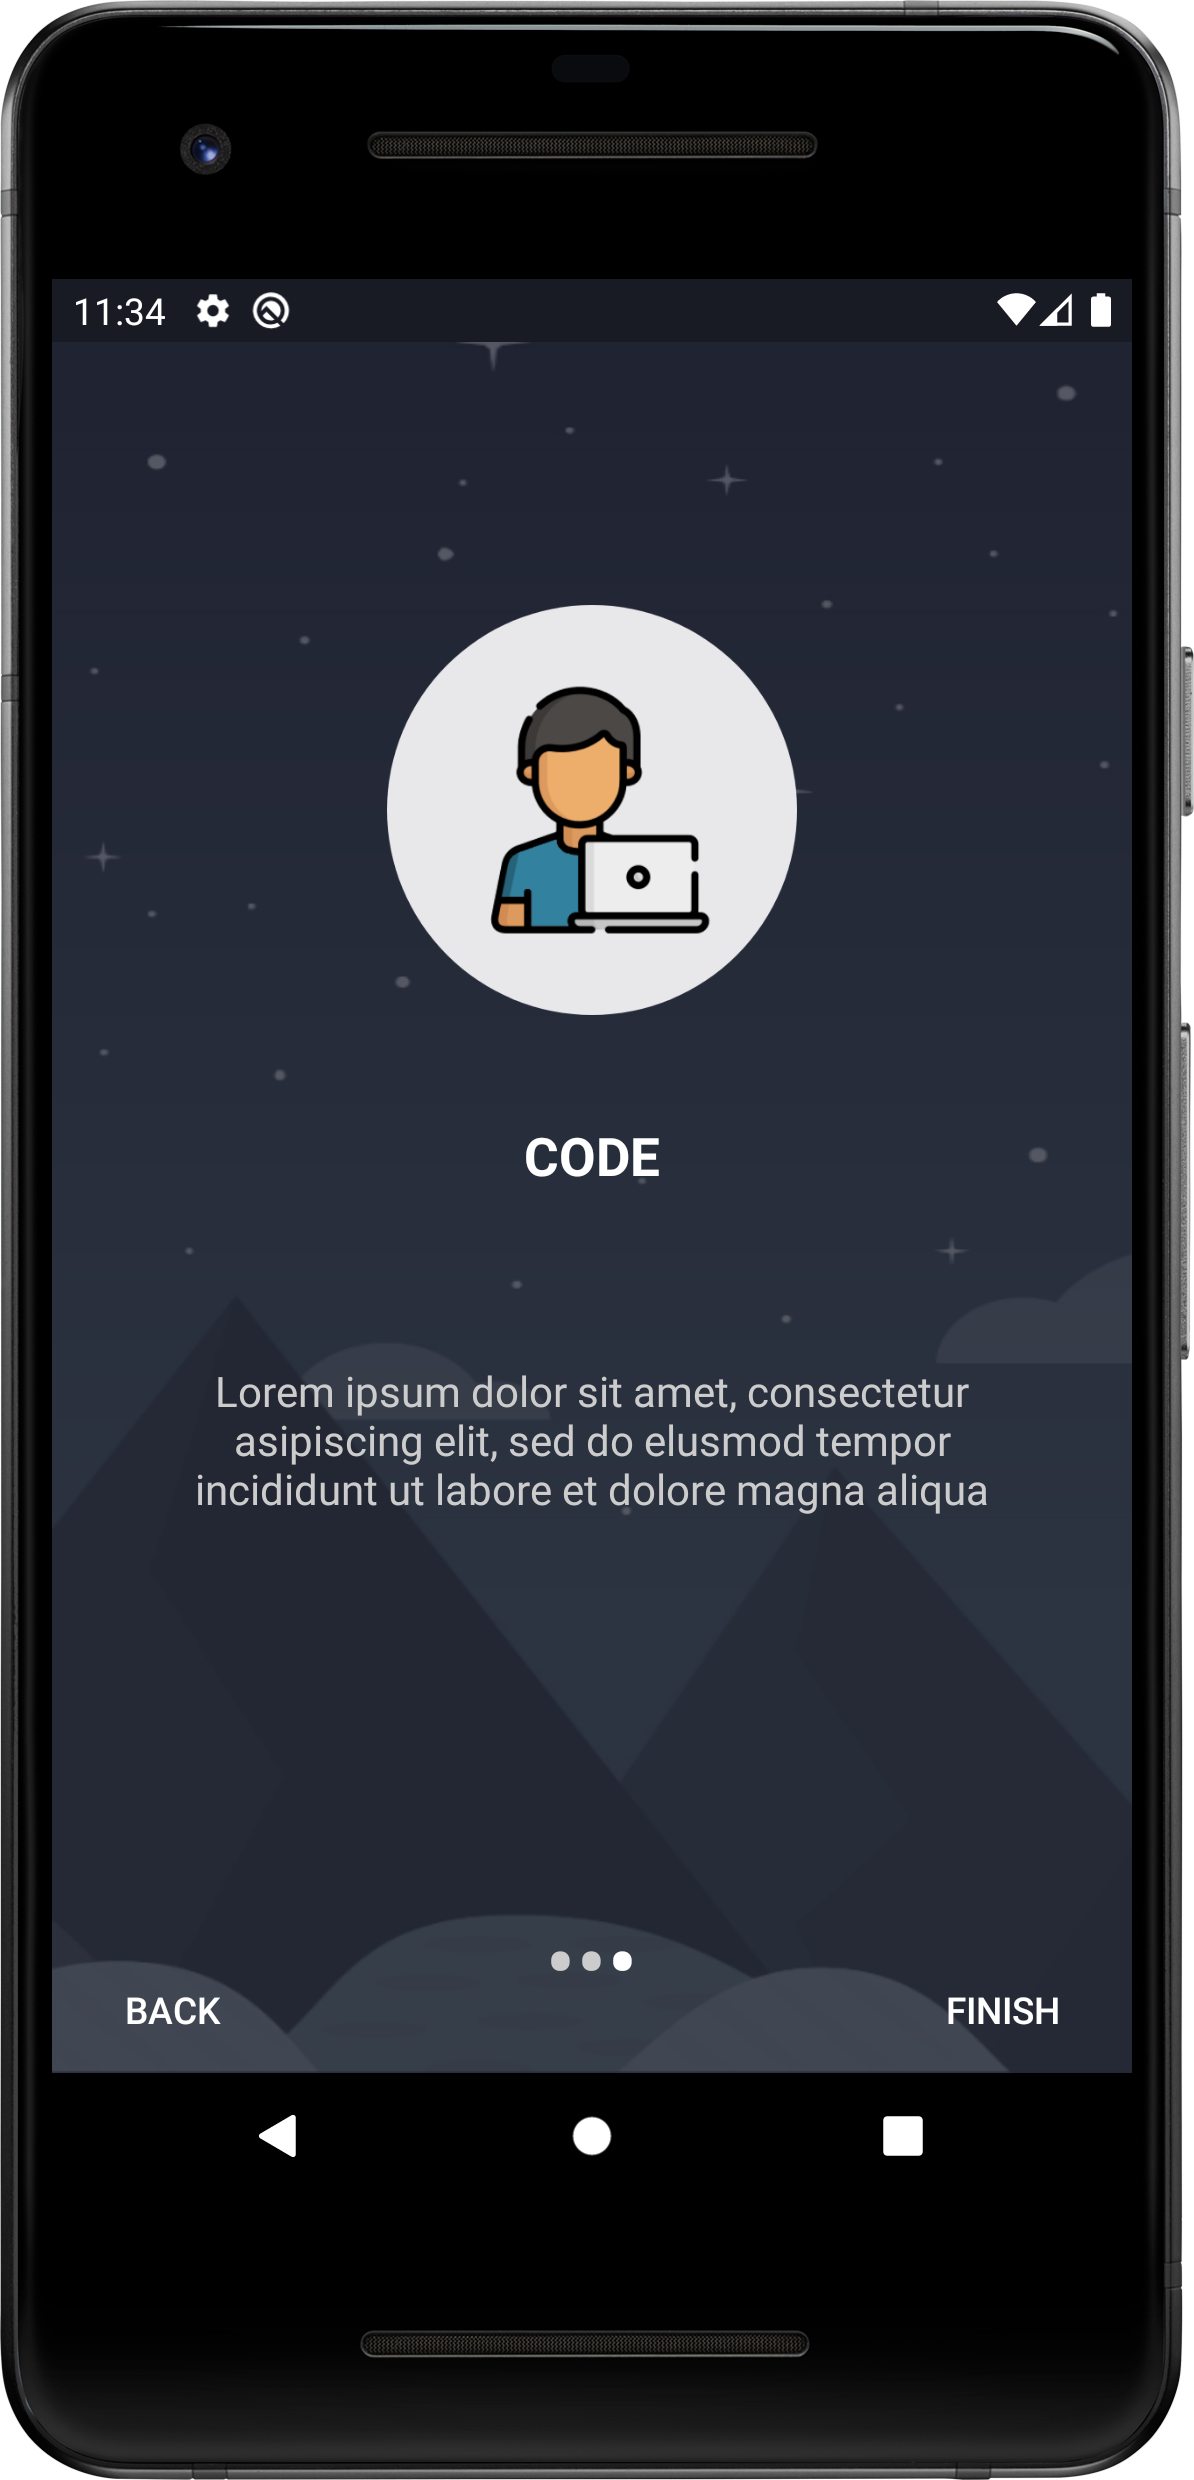 11:34
CODE
Lorem ipsum dolor sit amet, consectetur
asipiscing elit, sed do elusmod tempor
incididunt ut labore et dolore magna aliqua
BACK
FINISH